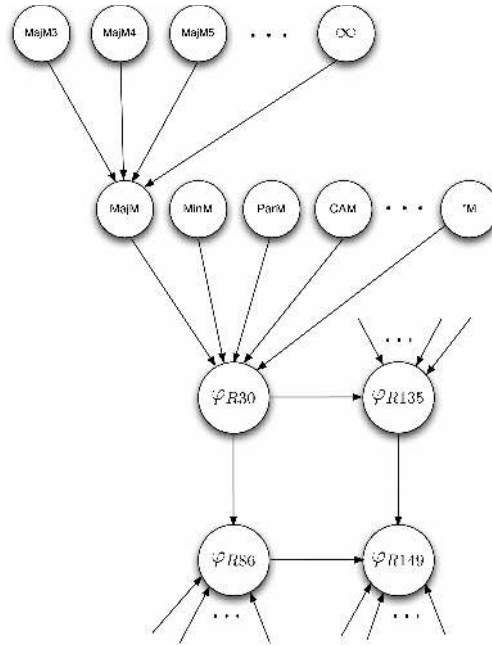 MajM3 MajM4 MajM5 . . . ∞
MajM MinM ParM CAM . . . *M
. . .
φR30 φR135
φR86 φR149
. . . . . .